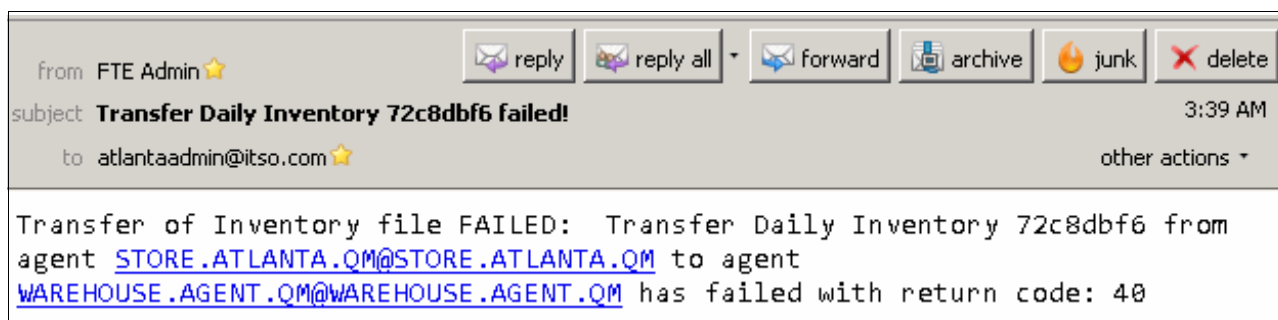 from FTE Admin reply reply all forward archive junk delete
subject Transfer Daily Inventory 72c8dbf6 failed! 3:39 AM
to atlantaadmin@itso.com other actions
Transfer of Inventory file FAILED: Transfer Daily Inventory 72c8dbf6 from
agent STORE.ATLANTA.QM@STORE.ATLANTA.QM to agent
WAREHOUSE.AGENT.QM@WAREHOUSE.AGENT.QM has failed with return code: 40